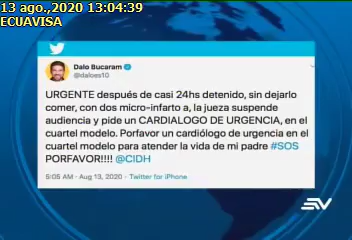 13 ago.,2020 13:04:39
ECUAVISA
Dalo Bucaram
@daloes10
URGENTE después de casi 24hs detenido, sin dejarlo
comer, con dos micro-infarto a, la jueza suspende
audiencia y pide un CARDIALOGO DE URGENCIA, en el
cuartel modelo. Porfavor un cardiólogo de urgencia en el
cuartel modelo para atender la vida de mi padre #SOS
PORFAVOR!!!! @CIDH
5:05 AM - Aug 13, 2020 · Twitter for iPhone